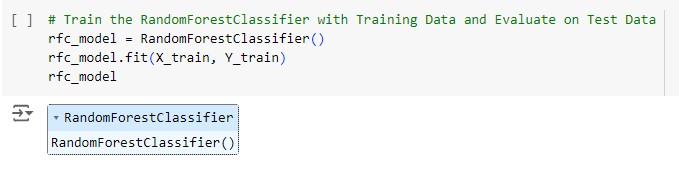 [ ] # Train the RandomForestClassifier with Training Data and Evaluate on Test Data
rfc_model = RandomForestClassifier()
rfc_model.fit(X_train, Y_train)
rfc_model
RandomForestClassifier
RandomForestClassifier()